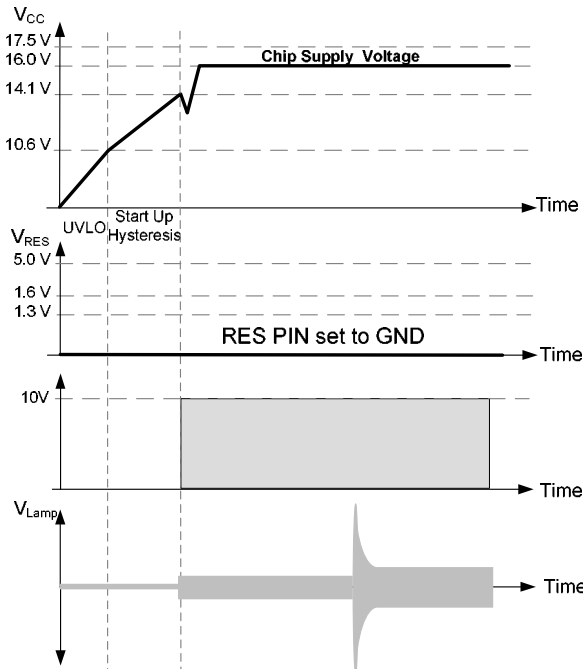 VCC
17.5 V
16.0 V
Chip Supply Voltage
14.1 V
10.6 V
Time
UVLO
Start Up
Hysteresis
VRES
5.0 V
1.6 V
1.3 V
RES PIN set to GND
Time
10V
Time
VLamp
Time